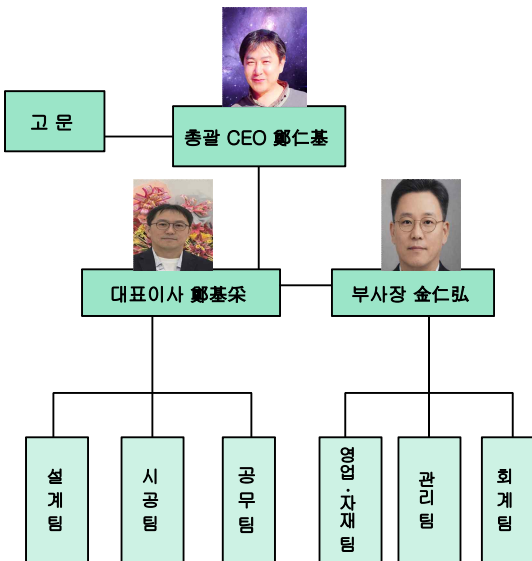 고 문
총괄 CEO 鄭仁基
대표이사 鄭基采
부사장 金仁弘
설계팀
시공팀
공무팀
영업·자재팀
관리팀
회계팀